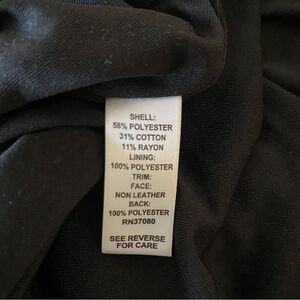 SHELL:
58% POLYESTER
31% COTTON
11% RAYON
LINING:
100% POLYESTER
TRIM:
FACE:
NON LEATHER
BACK:
100% POLYESTER
RN37080
SEE REVERSE
FOR CARE